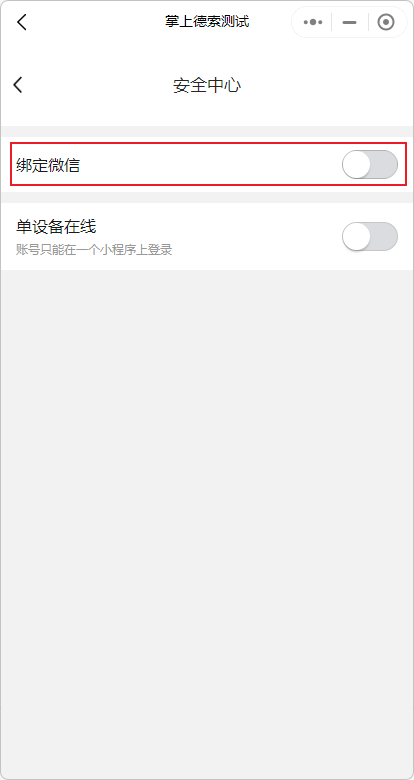 掌上德索测试
安全中心
绑定微信
单设备在线
账号只能在一个小程序上登录